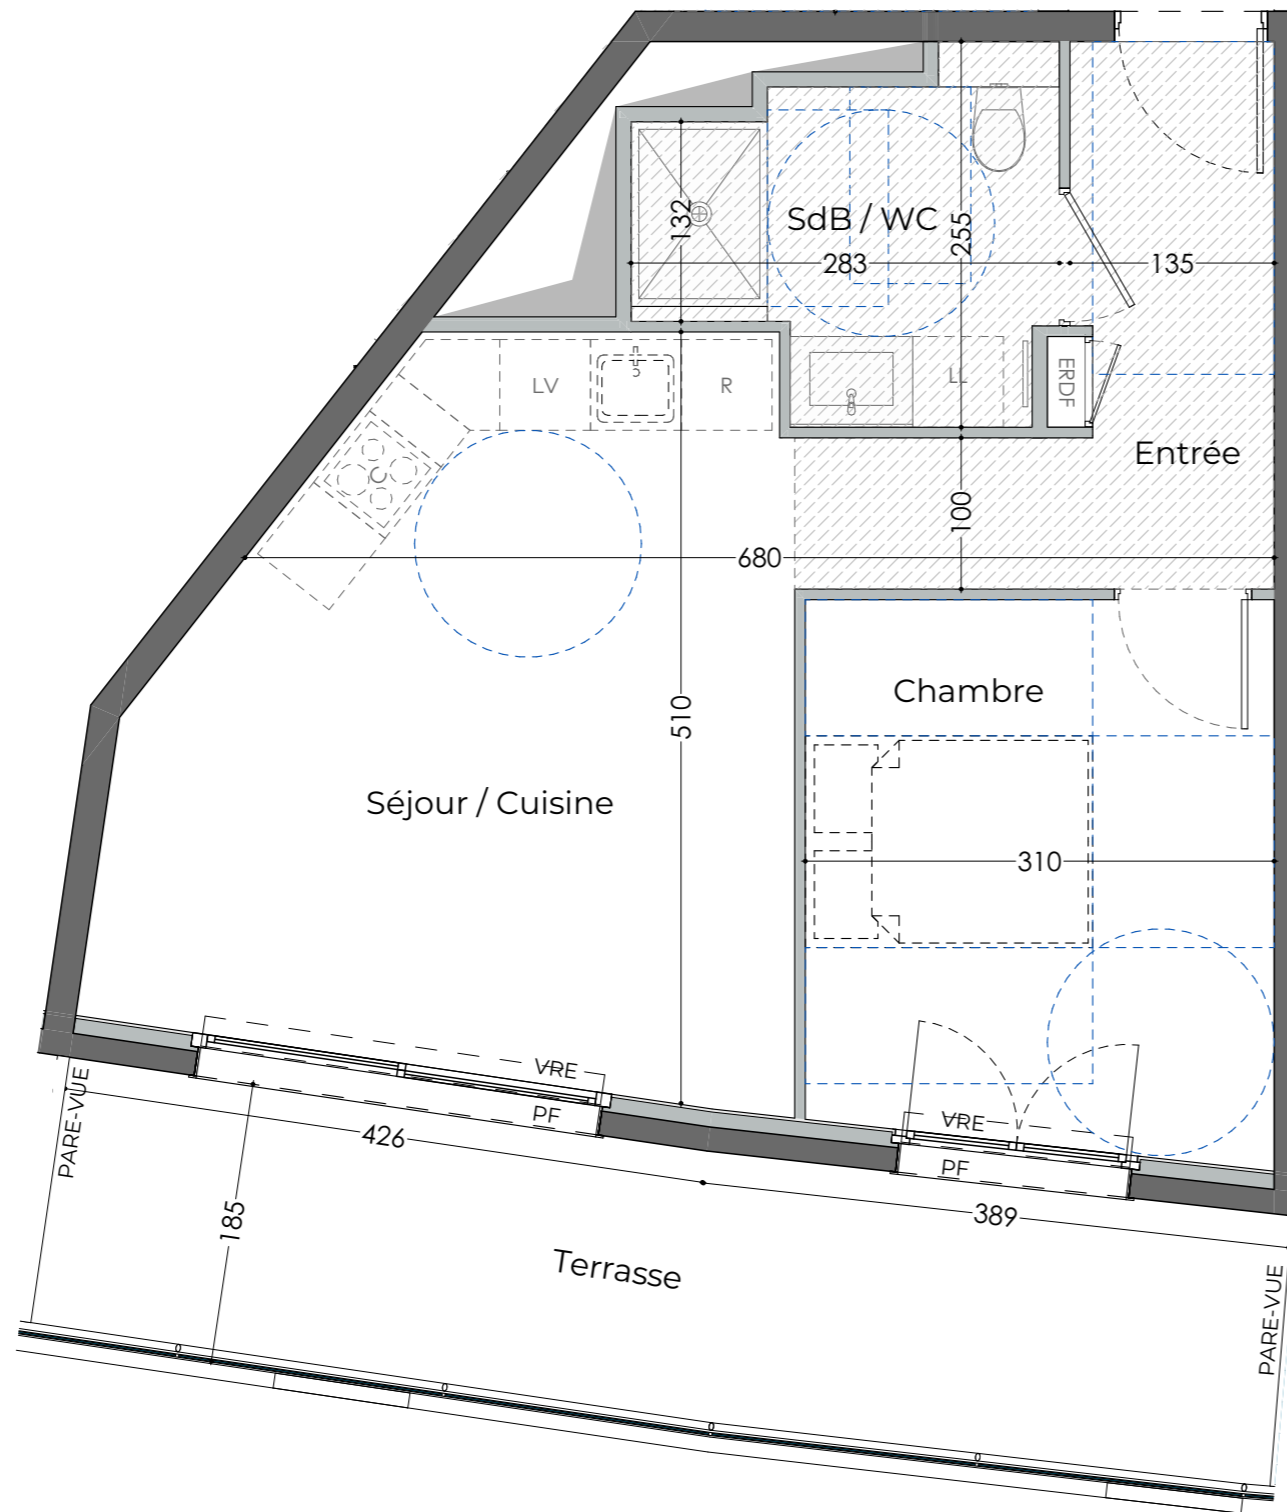 SdB / WC
132
255
283
135
LV
R
LL
ERDF
Entrée
100
680
Chambre
510
Séjour / Cuisine
310
VRE
PF
VRE
PF
PARE-VUE
426
389
185
Terrasse
PARE-VUE